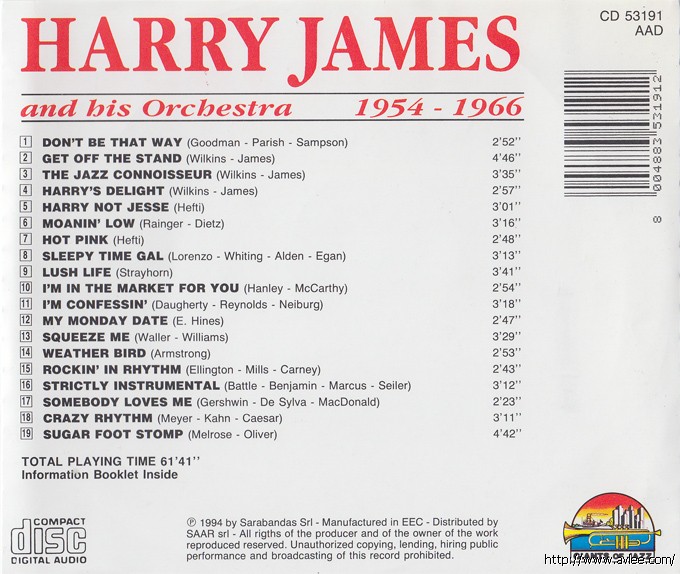 HARRY JAMES
and his Orchestra 1954 - 1966
CD 53191
AAD
1 DON'T BE THAT WAY (Goodman - Parish - Sampson) 2'52''
2 GET OFF THE STAND (Wilkins - James) 4'46''
3 THE JAZZ CONNOISSEUR (Wilkins - James) 3'35''
4 HARRY'S DELIGHT (Wilkins - James) 2'57''
5 HARRY NOT JESSE (Hefti) 3'01''
6 MOANIN' LOW (Rainger - Dietz) 3'16''
7 HOT PINK (Hefti) 2'48''
8 SLEEPY TIME GAL (Lorenzo - Whiting - Alden - Egan) 3'13''
9 LUSH LIFE (Strayhorn) 3'41''
10 I'M IN THE MARKET FOR YOU (Hanley - McCarthy) 2'54''
11 I'M CONFESSIN' (Daugherty - Reynolds - Neiburg) 3'18''
12 MY MONDAY DATE (E. Hines) 2'47''
13 SQUEEZE ME (Waller - Williams) 3'29''
14 WEATHER BIRD (Armstrong) 2'53''
15 ROCKIN' IN RHYTHM (Ellington - Mills - Carney) 2'43''
16 STRICTLY INSTRUMENTAL (Battle - Benjamin - Marcus - Seiler) 3'12''
17 SOMEBODY LOVES ME (Gershwin - De Sylva - MacDonald) 2'23''
18 CRAZY RHYTHM (Meyer - Kahn - Caesar) 3'11''
19 SUGAR FOOT STOMP (Melrose - Oliver) 4'42''
8 004883 531912
TOTAL PLAYING TIME 61'41''
Information Booklet Inside
COMPACT
disc
DIGITAL AUDIO
℗ 1994 by Sarabandas Srl - Manufactured in EEC - Distributed by
SAAR srl - All rigths of the producer and of the owner of the work
reproduced reserved. Unauthorized copying, lending, hiring public
performance and broadcasting of this record prohibited.
GIANTS OF JAZZ
http://www.avlee.com